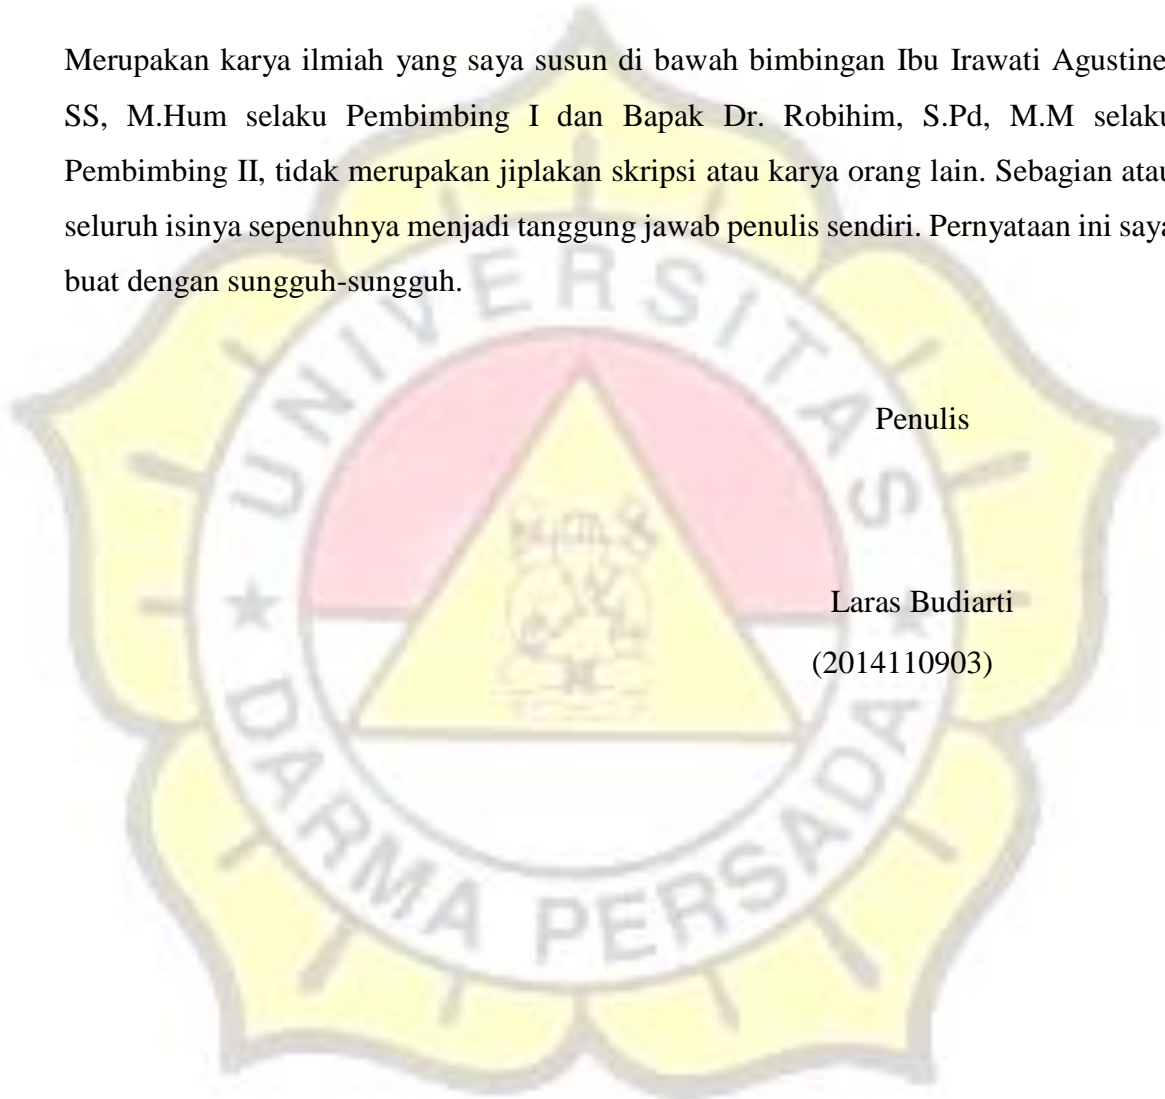 Merupakan karya ilmiah yang saya susun di bawah bimbingan Ibu Irawati Agustine
SS, M.Hum selaku Pembimbing I dan Bapak Dr. Robihim, S.Pd, M.M selaku
Pembimbing II, tidak merupakan jiplakan skripsi atau karya orang lain. Sebagian atau
seluruh isinya sepenuhnya menjadi tanggung jawab penulis sendiri. Pernyataan ini saya
buat dengan sungguh-sungguh.
UNIVERSITAS
Penulis
Laras Budiarti
(2014110903)
DARMA PERSADA